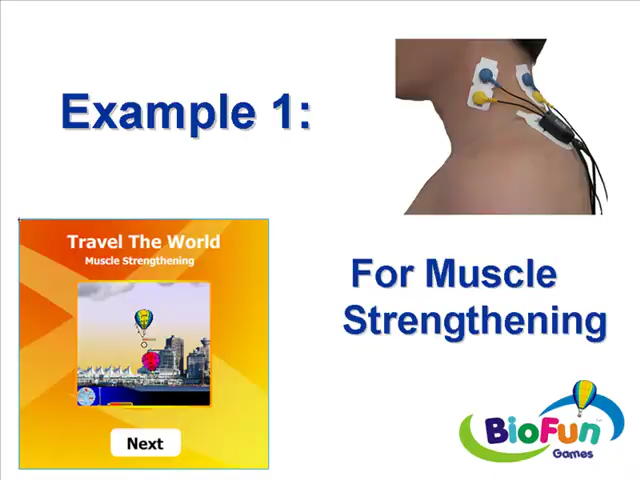 Example 1:
Travel The World
Muscle Strengthening
Next
For Muscle
Strengthening
BioFun
Games